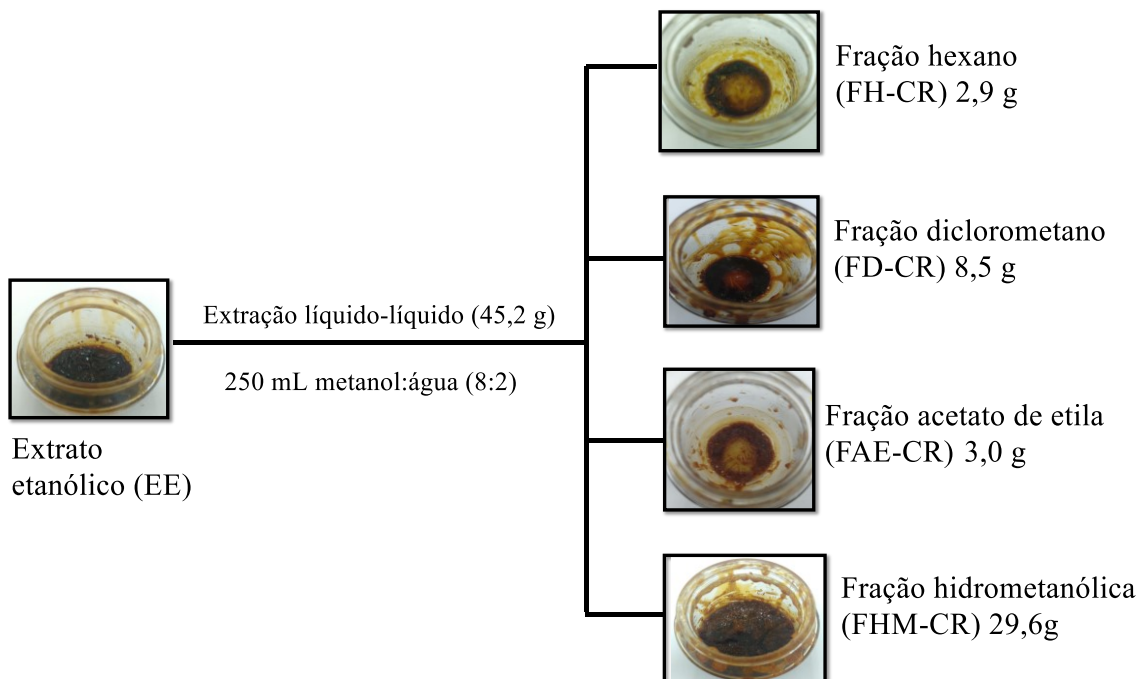 Fração hexano
(FH-CR) 2,9 g
Fração diclorometano
(FD-CR) 8,5 g
Extração líquido-líquido (45,2 g)
250 mL metanol:água (8:2)
Extrato
etanólico (EE)
Fração acetato de etila
(FAE-CR) 3,0 g
Fração hidrometanólica
(FHM-CR) 29,6g